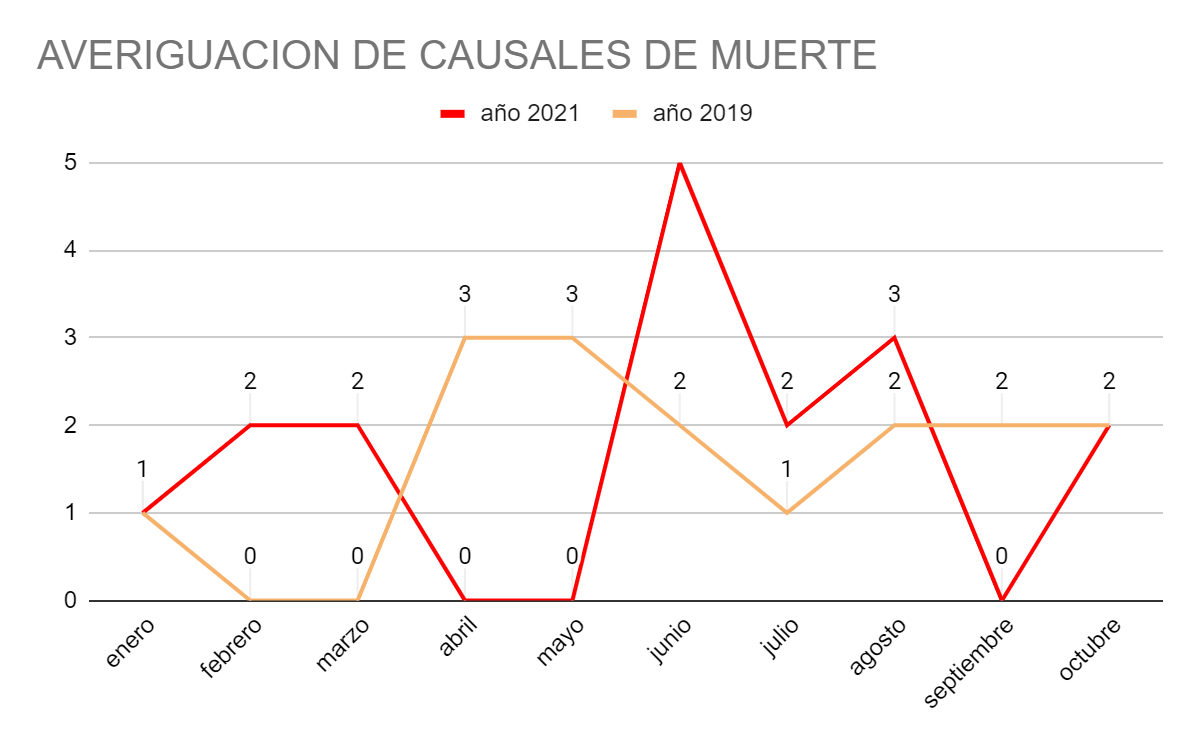 AVERIGUACION DE CAUSALES DE MUERTE
año 2021 año 2019
5
4
3 3 3
3
2 2 2 2 2 2 2
2
1 1
1
0 0 0 0 0
0
enero febrero marzo abril mayo junio julio agosto septiembre octubre